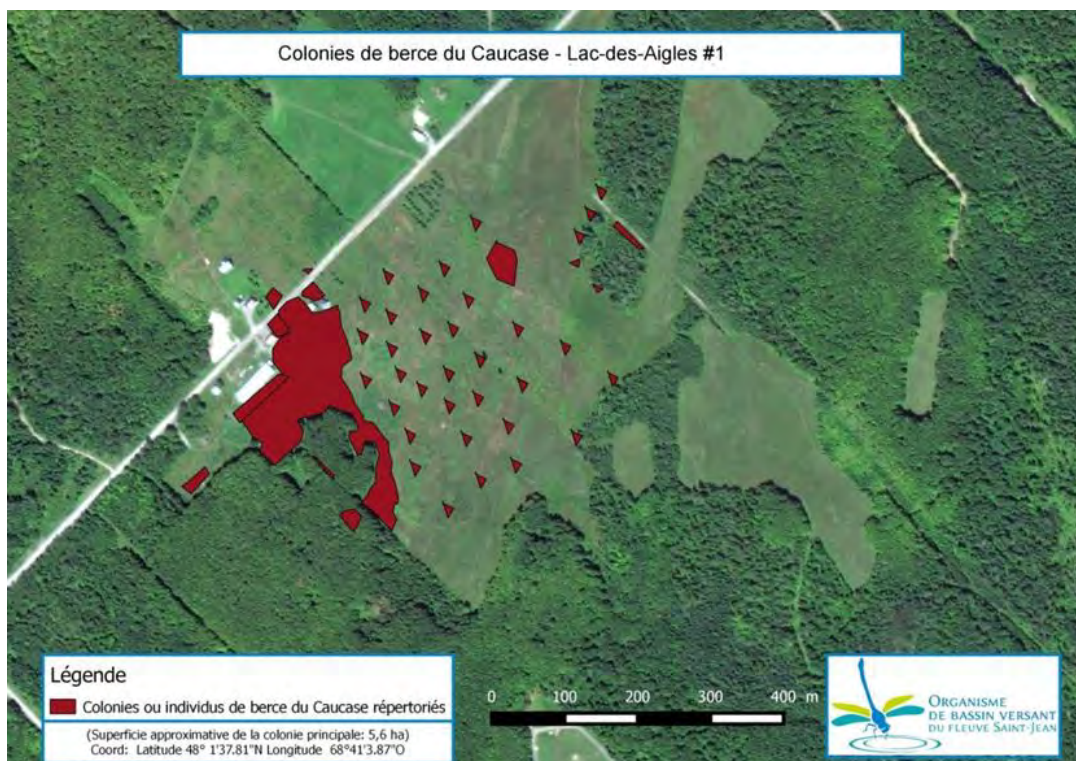 Colonies de berce du Caucase - Lac-des-Aigles #1
Légende
Colonies ou individus de berce du Caucase répertoriés
(Superficie approximative de la colonie principale: 5,6 ha)
Coord: Latitude 48° 1'37.81"N Longitude 68°41'3.87"O
0 100 200 300 400 m
ORGANISME
DE BASSIN VERSANT
DU FLEUVE SAINT-JEAN